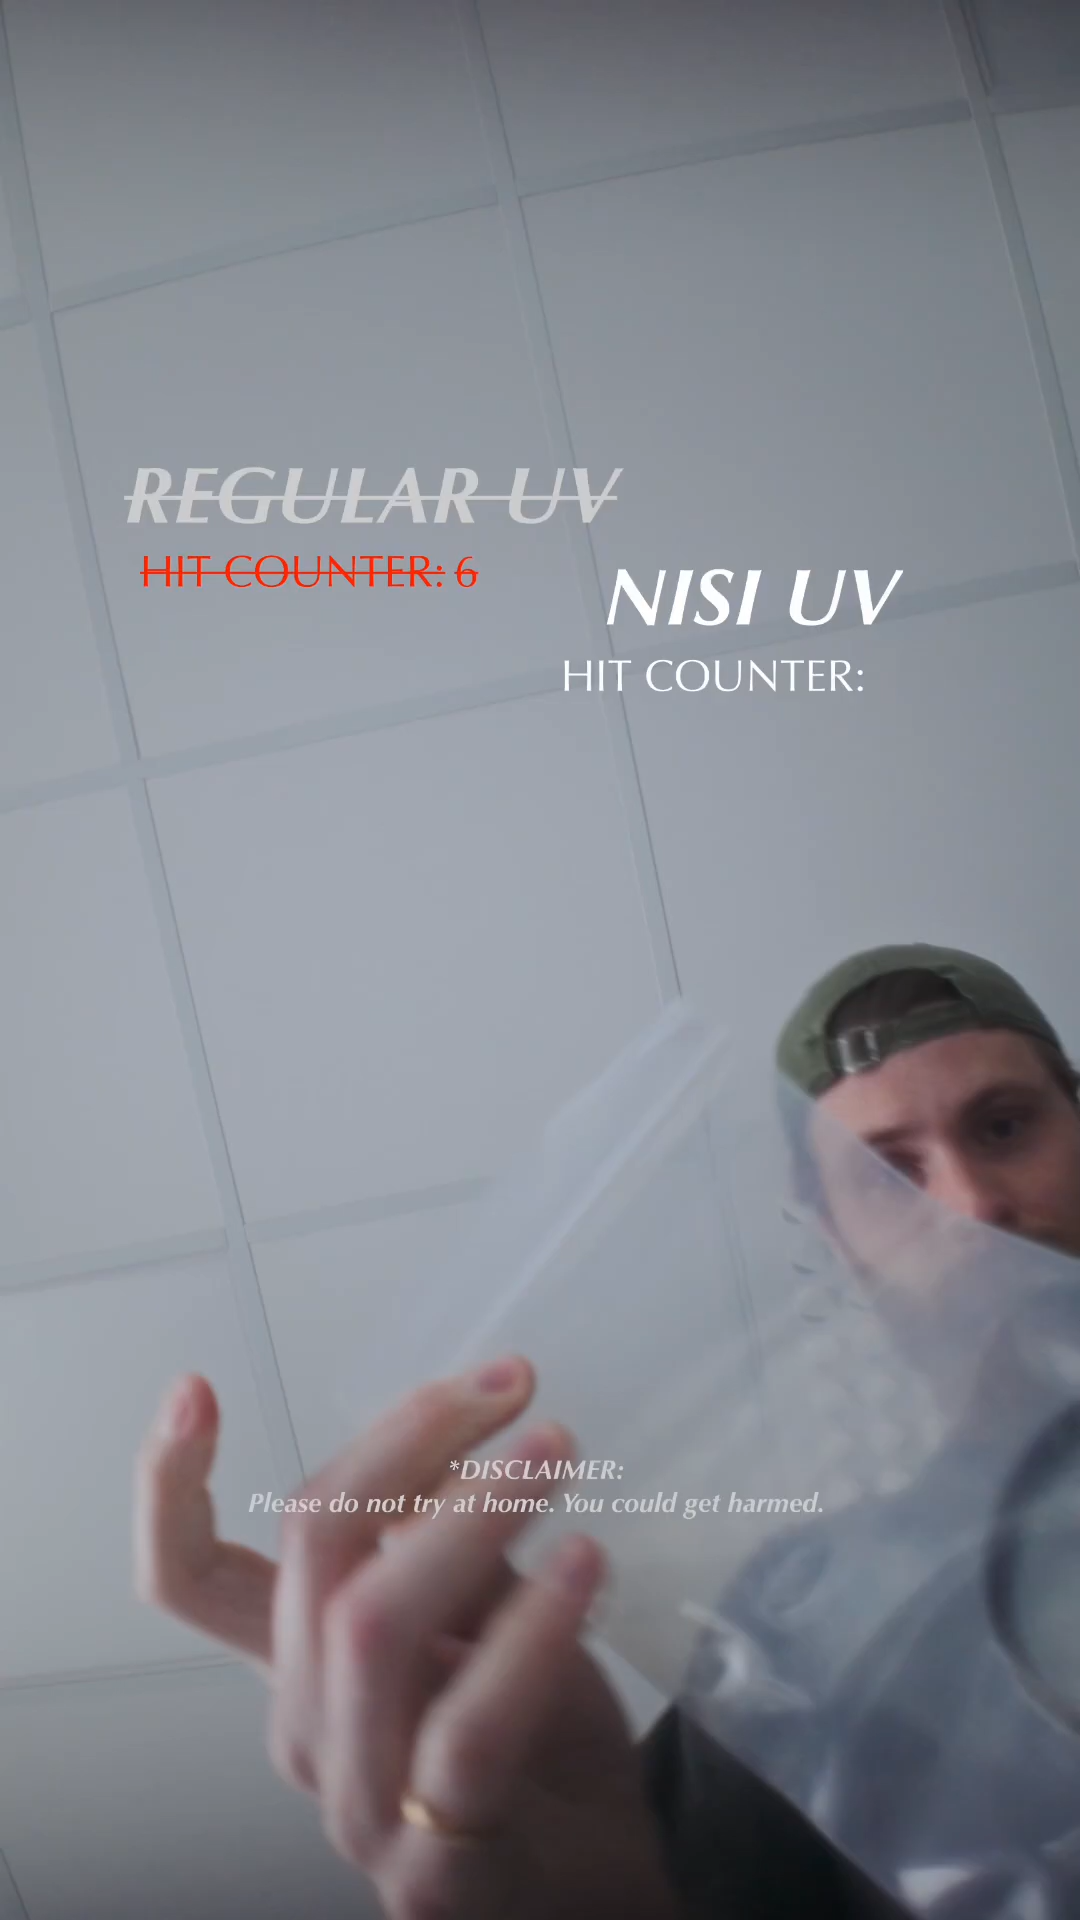 REGULAR UV
HIT COUNTER: 6
NISI UV
HIT COUNTER:
*DISCLAIMER:
Please do not try at home. You could get harmed.